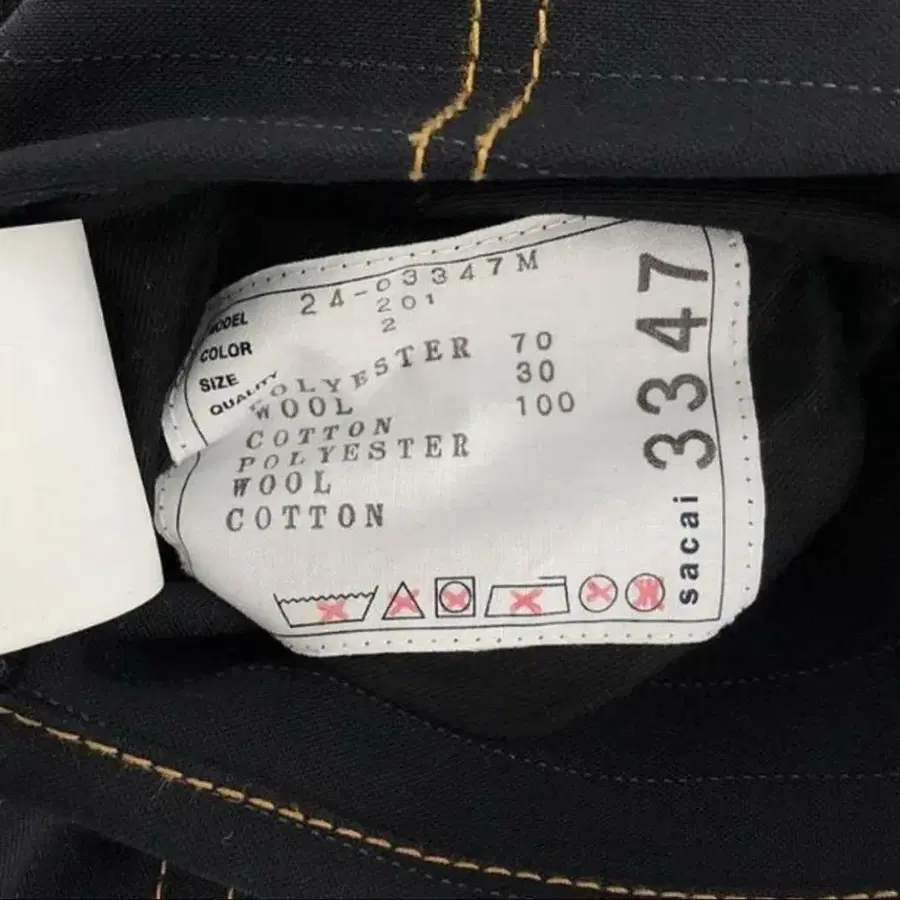 MODEL 24-03347M
COLOR 201
SIZE 2
QUALITY POLYESTER 70
WOOL 30
COTTON 100
POLYESTER
WOOL
COTTON
sacai 3347